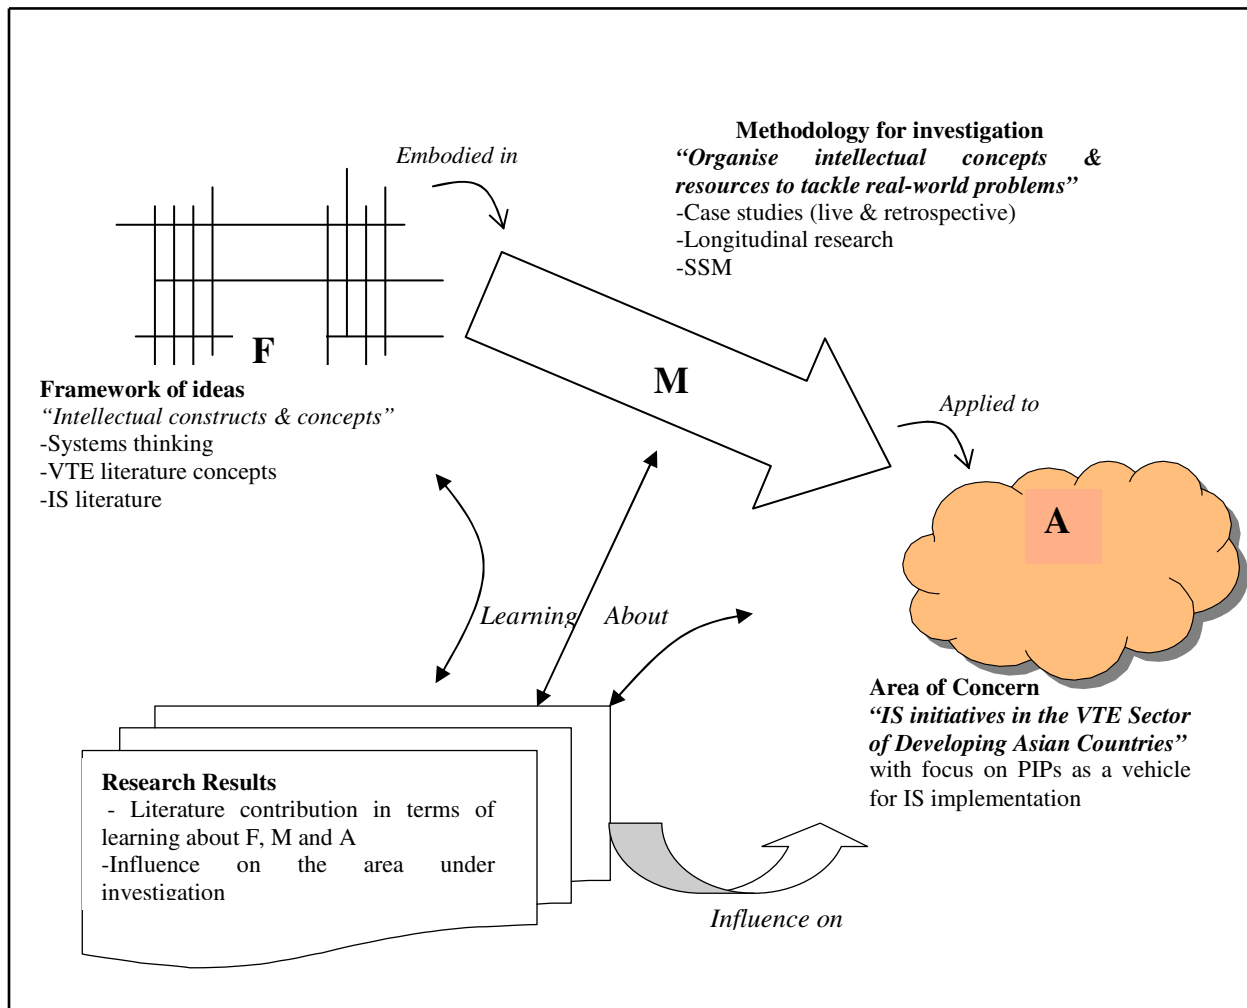 Methodology for investigation
“Organise intellectual concepts &
resources to tackle real-world problems”
-Case studies (live & retrospective)
-Longitudinal research
-SSM
Embodied in
F
M
Framework of ideas
“Intellectual constructs & concepts”
-Systems thinking
-VTE literature concepts
-IS literature
Applied to
A
Learning About
Area of Concern
“IS initiatives in the VTE Sector
of Developing Asian Countries”
with focus on PIPs as a vehicle
for IS implementation
Research Results
- Literature contribution in terms of
learning about F, M and A
-Influence on the area under
investigation
Influence on